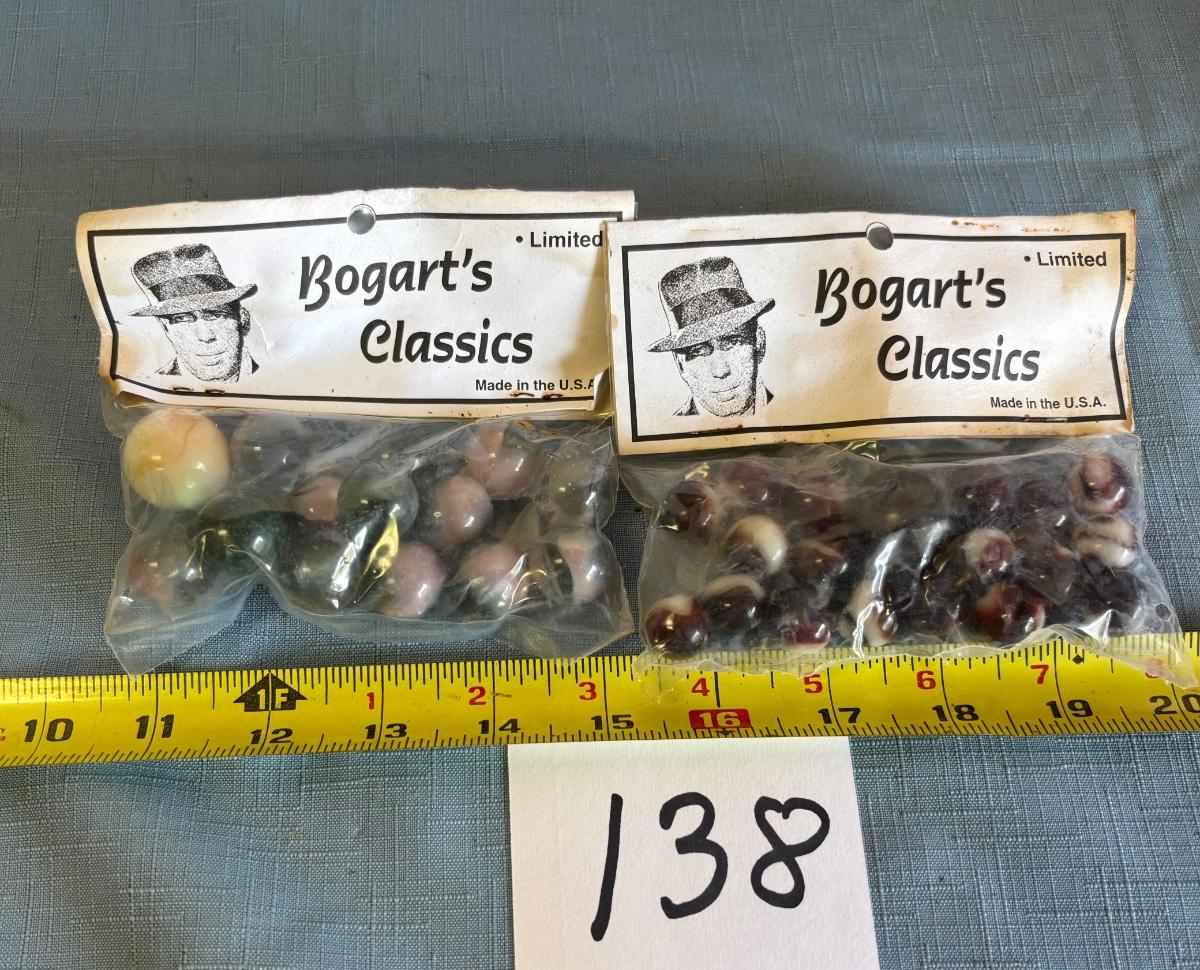 • Limited
Bogart's
Classics
Made in the U.S.A
• Limited
Bogart's
Classics
Made in the U.S.A.
1F 1 2 3 4 5 6 7 8
10 11 12 13 14 15 16 17 18 19 20
138